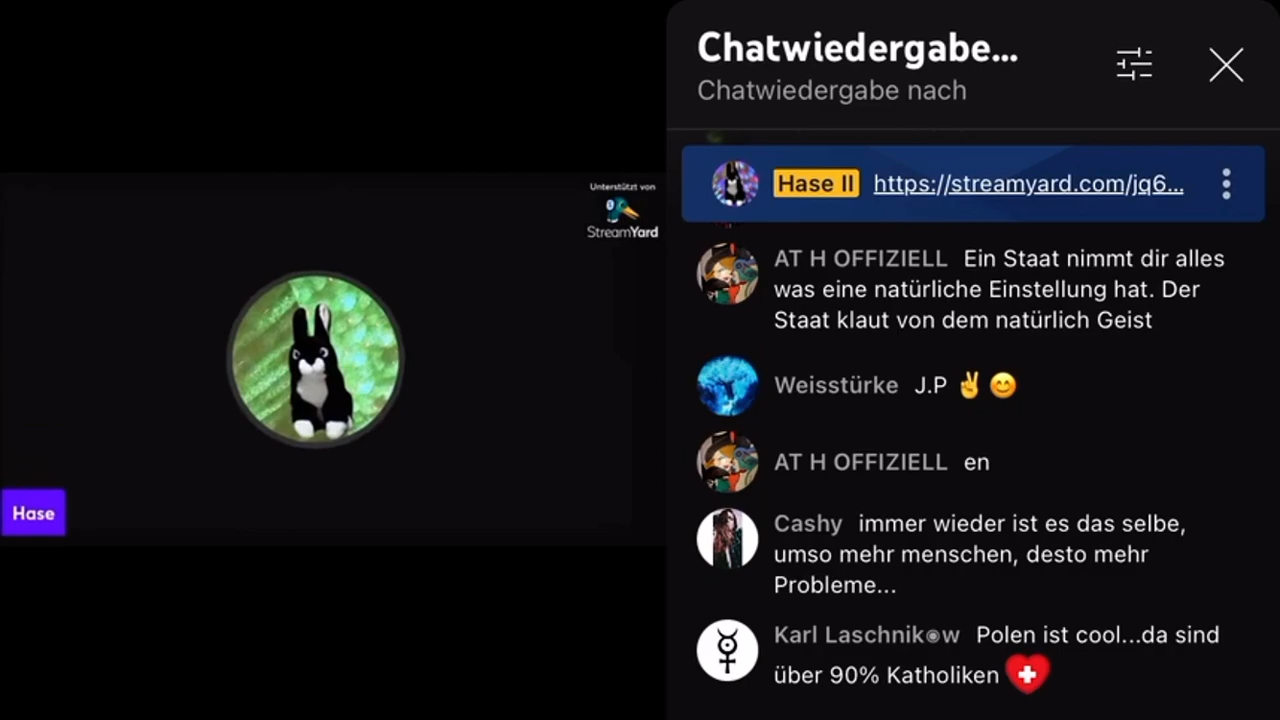 Chatwiedergabe...
Chatwiedergabe nach
Hase II https://streamyard.com/jq6...
Unterstützt von
StreamYard
AT H OFFIZIELL Ein Staat nimmt dir alles
was eine natürliche Einstellung hat. Der
Staat klaut von dem natürlich Geist
Weisstürke J.P ✌️ 😊
AT H OFFIZIELL en
Hase
Cashy immer wieder ist es das selbe,
umso mehr menschen, desto mehr
Probleme...
Karl Laschnik◉w Polen ist cool...da sind
über 90% Katholiken